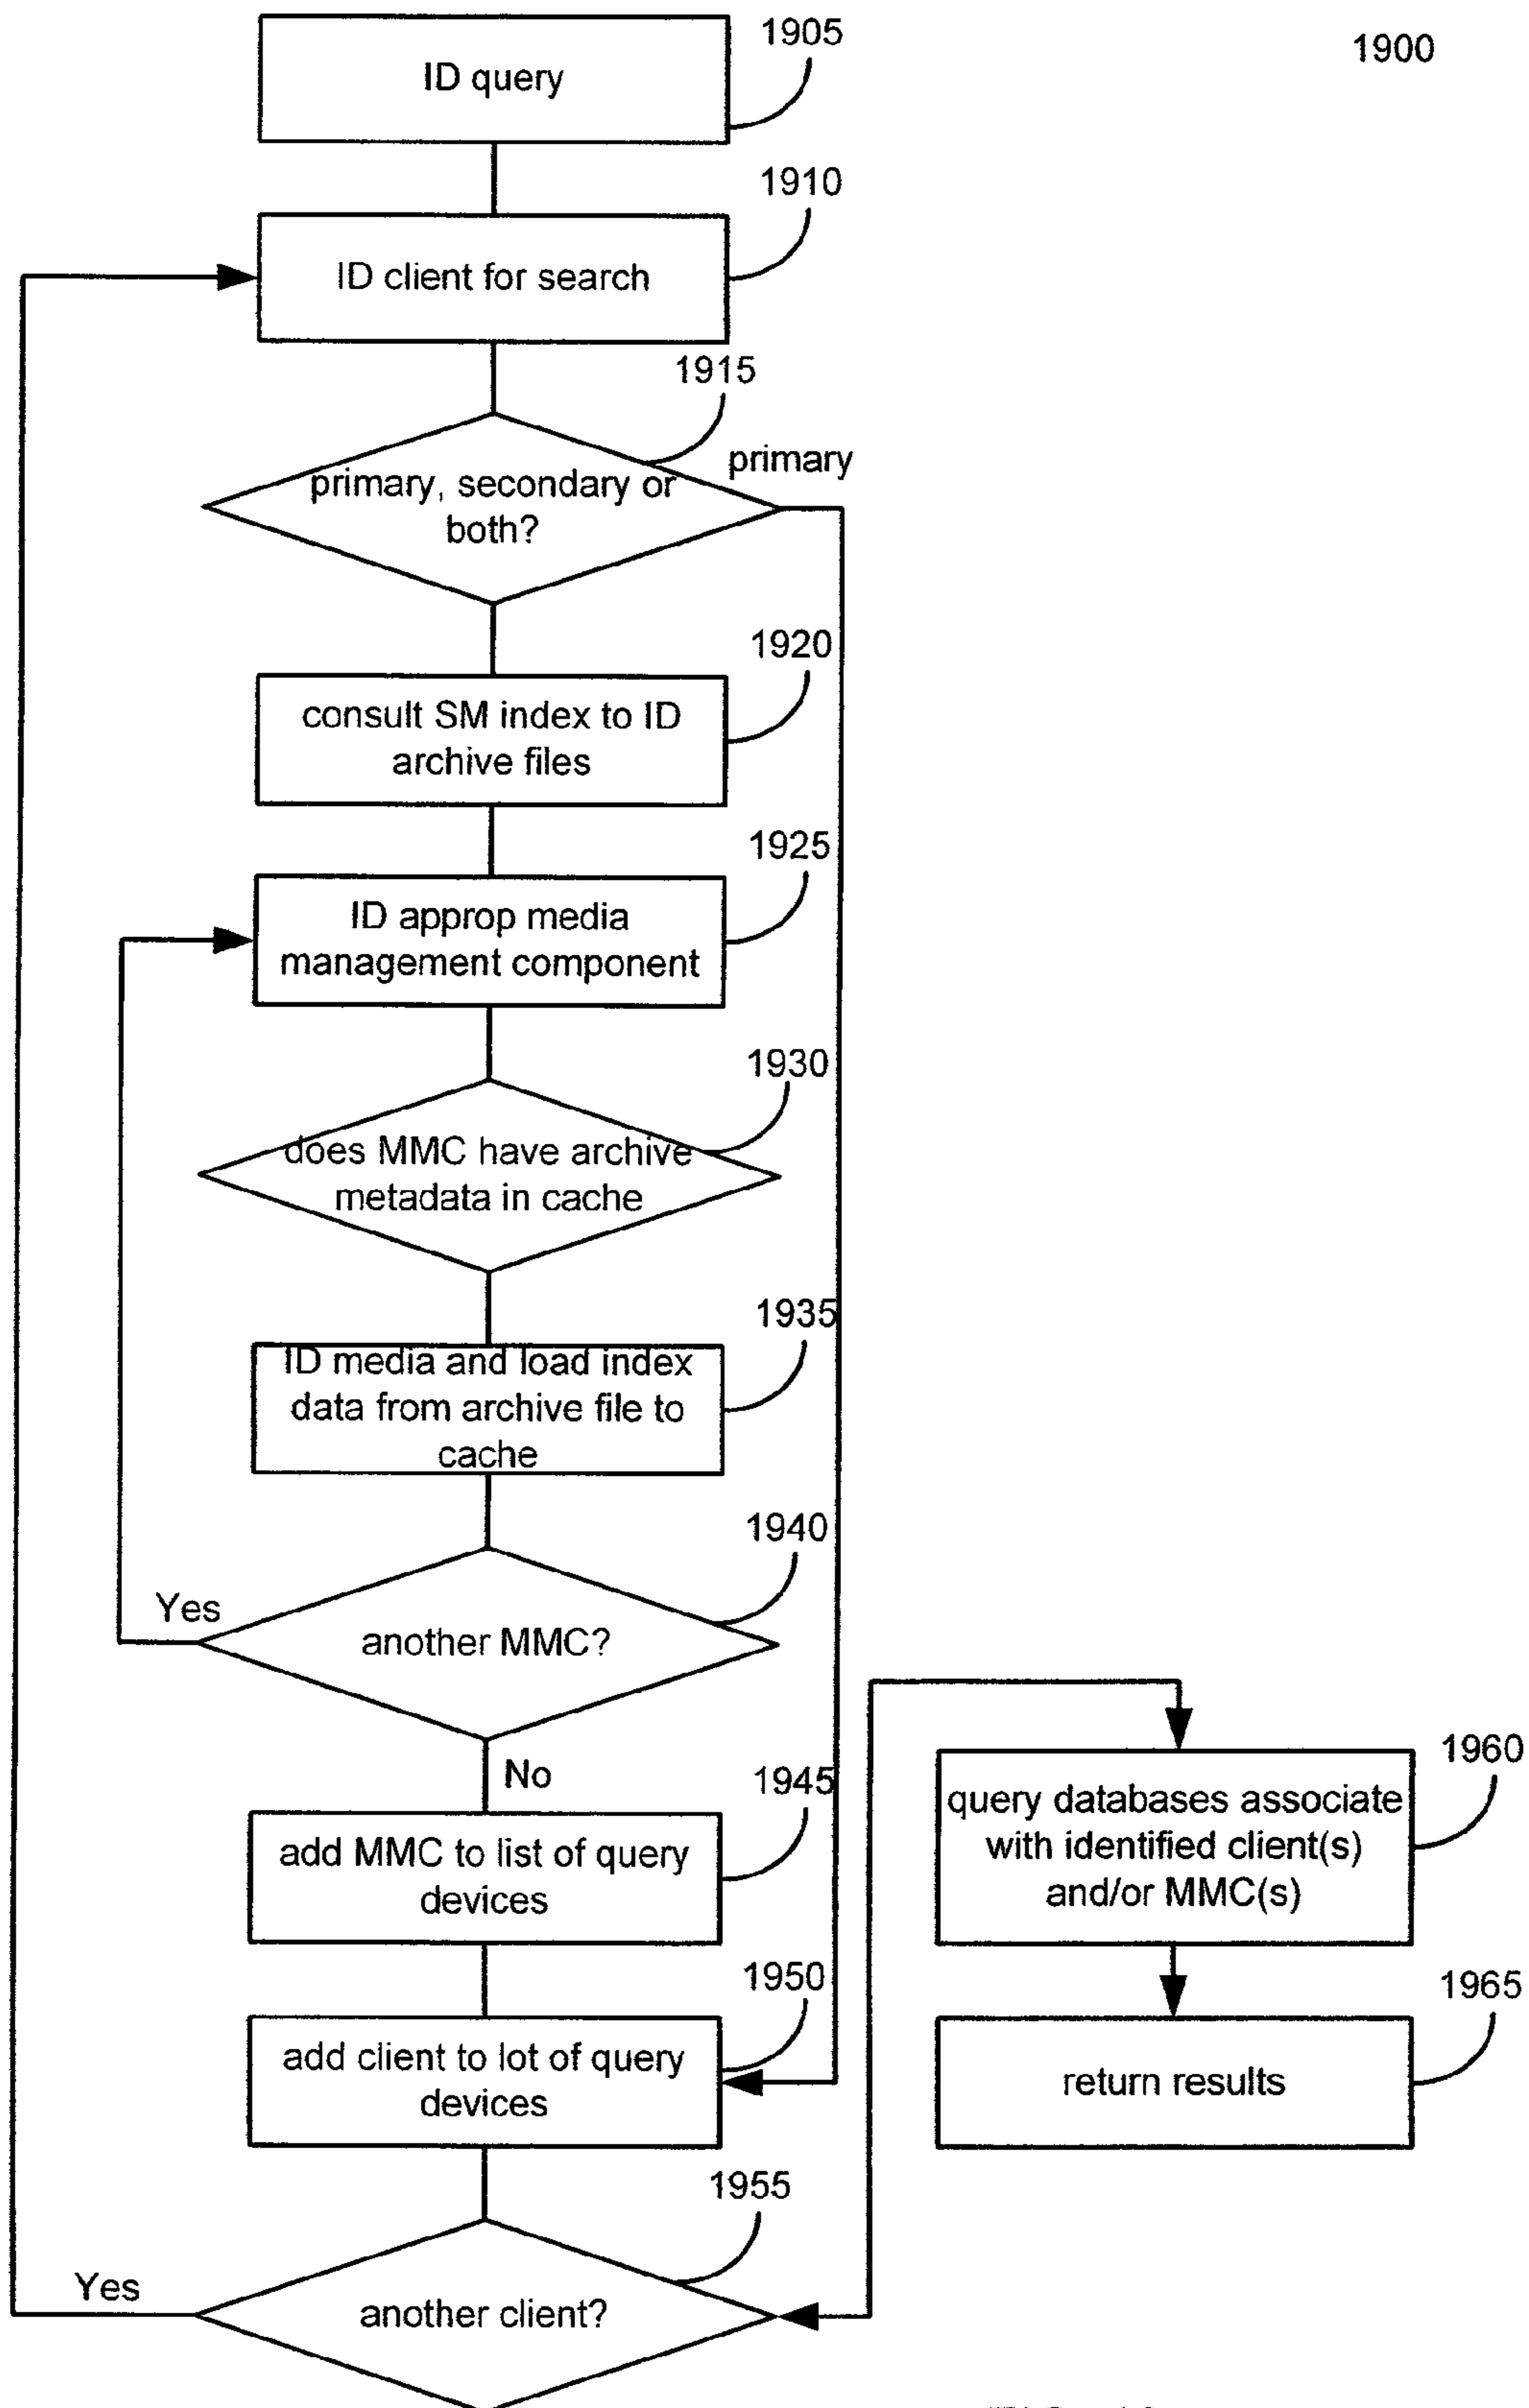 1905
1900
ID query
1910
ID client for search
1915
primary
primary, secondary or
both?
1920
consult SM index to ID
archive files
1925
ID approp media
management component
1930
does MMC have archive
metadata in cache
1935
ID media and load index
data from archive file to
cache
1940
Yes
another MMC?
No
1945
add MMC to list of query
devices
1950
add client to lot of query
devices
1955
Yes
another client?
1960
query databases associate
with identified client(s)
and/or MMC(s)
1965
return results